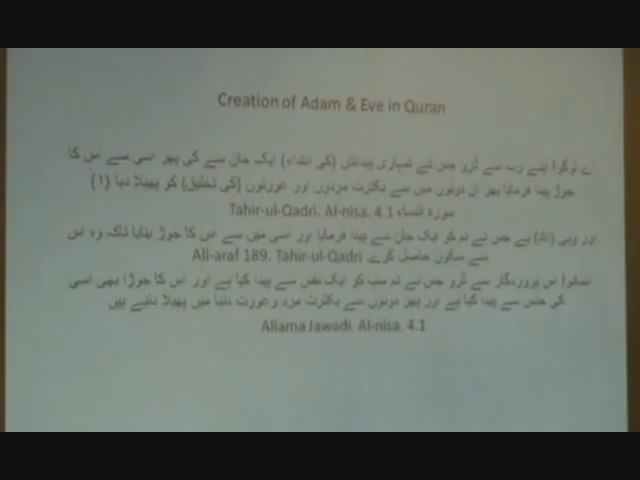 Creation of Adam & Eve in Quran
اے لوگو! اپنے رب سے ڈرو جس نے تمہاری پیدائش (کی ابتداء) ایک جان سے کی پھر اسی سے اس کا
جوڑ پیدا فرمایا پھر ان دونوں میں سے بکثرت مردوں اور عورتوں (کی تخلیق) کو پھیلا دیا (۱)
سورۃ النساء Tahir-ul-Qadri. Al-nisa. 4.1
اور وہی (اللہ) ہے جس نے تم کو ایک جان سے پیدا فرمایا اور اسی میں سے اس کا جوڑ بنایا تاکہ وہ اس
سے سکون حاصل کرے۔ All-araf 189. Tahir-ul-Qadri
انسانو! اس پروردگار سے ڈرو جس نے تم سب کو ایک نفس سے پیدا کیا ہے اور اس کا جوڑا بھی اسی
کی جنس سے پیدا کیا ہے اور پھر دونوں سے بکثرت مرد وعورت دنیا میں پھیلا دئیے ہیں
Allama Jawadi. Al-nisa. 4.1